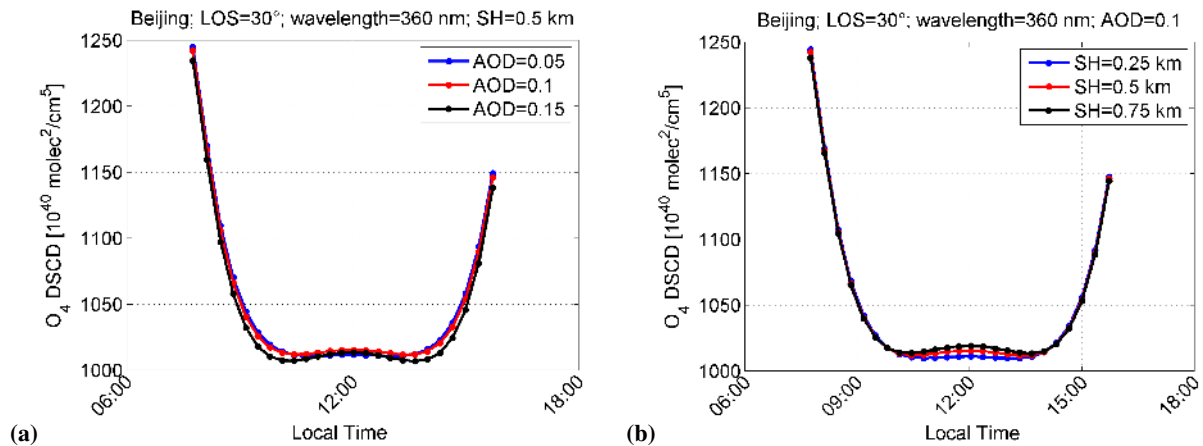 Beijing; LOS=30°; wavelength=360 nm; SH=0.5 km
1250
1200
1150
1100
1050
1000
O4 DSCD [10^40 molec^2/cm^5]
AOD=0.05
AOD=0.1
AOD=0.15
06:00
12:00
18:00
Local Time
(a)
Beijing; LOS=30°; wavelength=360 nm; AOD=0.1
1250
1200
1150
1100
1050
1000
O4 DSCD [10^40 molec^2/cm^5]
SH=0.25 km
SH=0.5 km
SH=0.75 km
06:00
09:00
12:00
15:00
18:00
Local Time
(b)